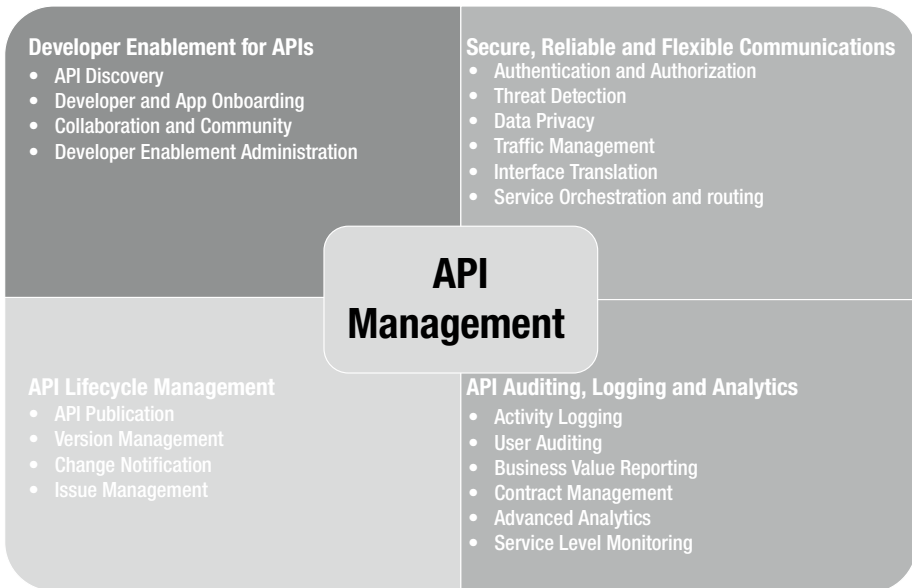 Developer Enablement for APIs
• API Discovery
• Developer and App Onboarding
• Collaboration and Community
• Developer Enablement Administration
Secure, Reliable and Flexible Communications
• Authentication and Authorization
• Threat Detection
• Data Privacy
• Traffic Management
• Interface Translation
• Service Orchestration and routing
API
Management
API Lifecycle Management
• API Publication
• Version Management
• Change Notification
• Issue Management
API Auditing, Logging and Analytics
• Activity Logging
• User Auditing
• Business Value Reporting
• Contract Management
• Advanced Analytics
• Service Level Monitoring